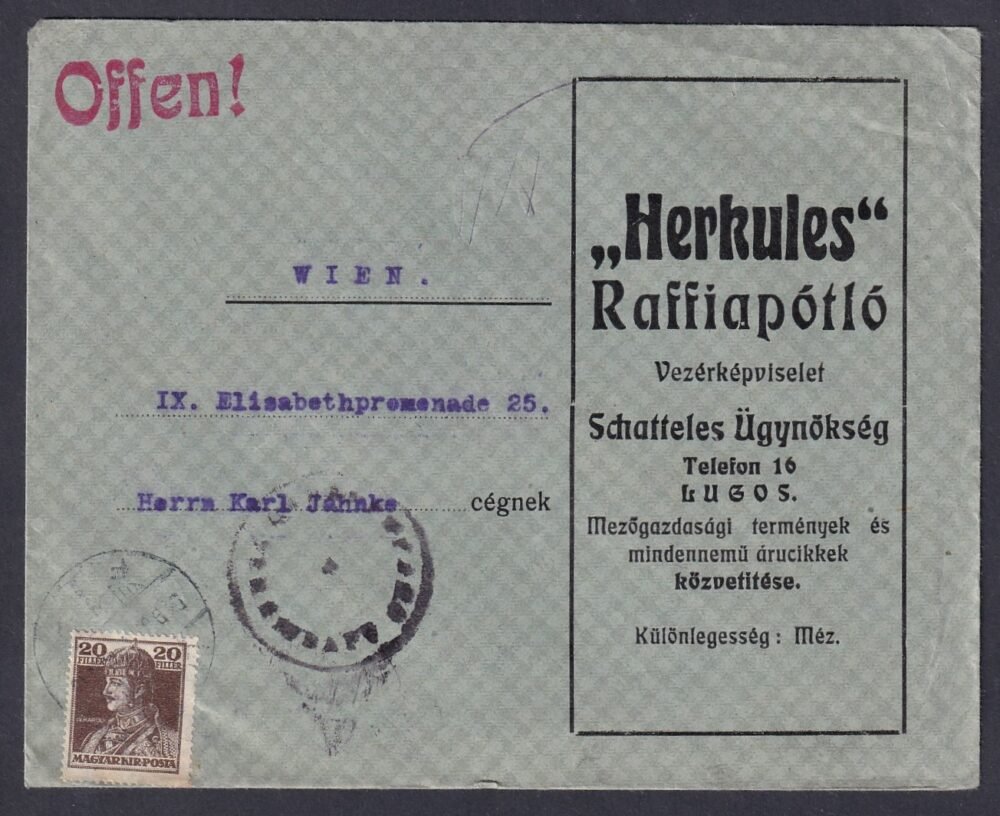 Offen!
WIEN.
IX. Elisabethpromenade 25.
Herrn Karl Jahnke cégnek
„Herkules“
Raffiapótló
Vezérképviselet
Schatteles Ügynökség
Telefon 16
LUGOS.
Mezőgazdasági termények és
mindennemű árucikkek
közvetitése.
Különlegesség: Méz.
20 20
FILLÉR FILLÉR
MAGYAR KIR. POSTA